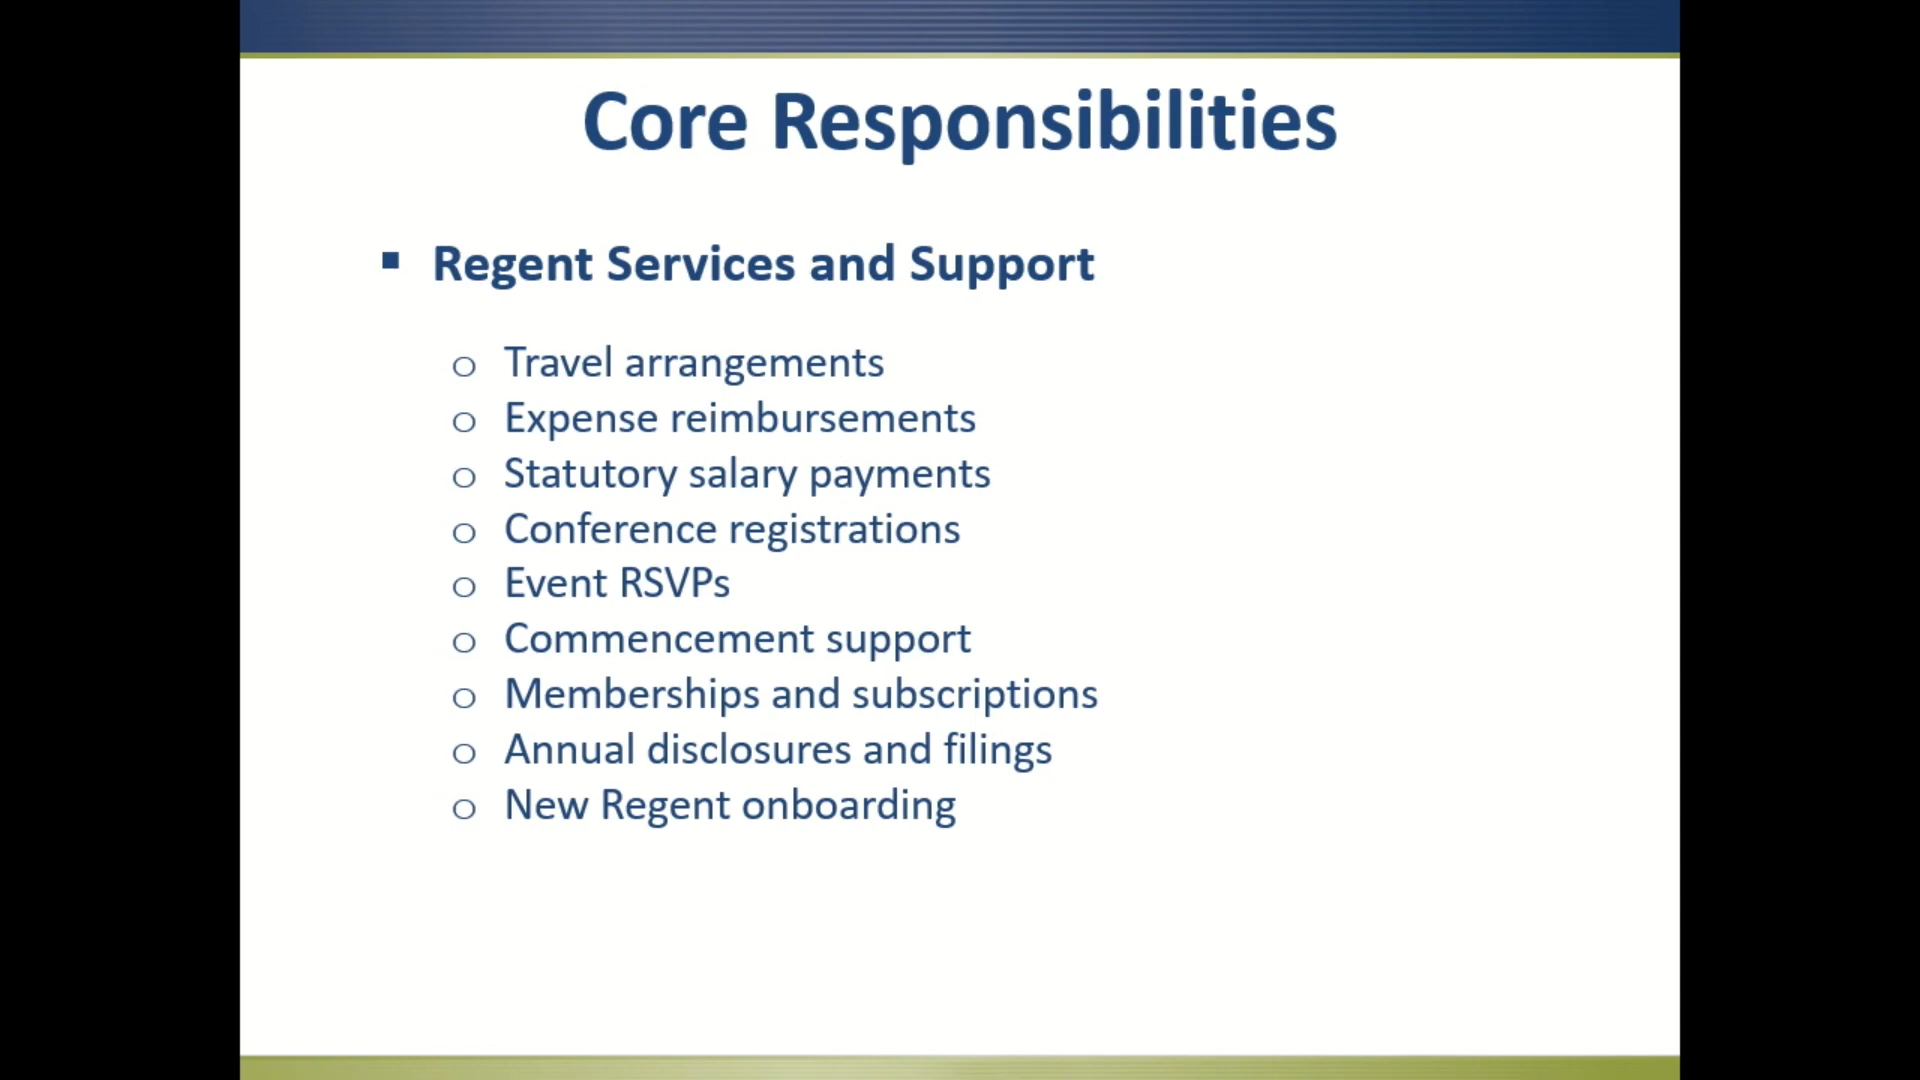 Core Responsibilities
▪ Regent Services and Support
o Travel arrangements
o Expense reimbursements
o Statutory salary payments
o Conference registrations
o Event RSVPs
o Commencement support
o Memberships and subscriptions
o Annual disclosures and filings
o New Regent onboarding